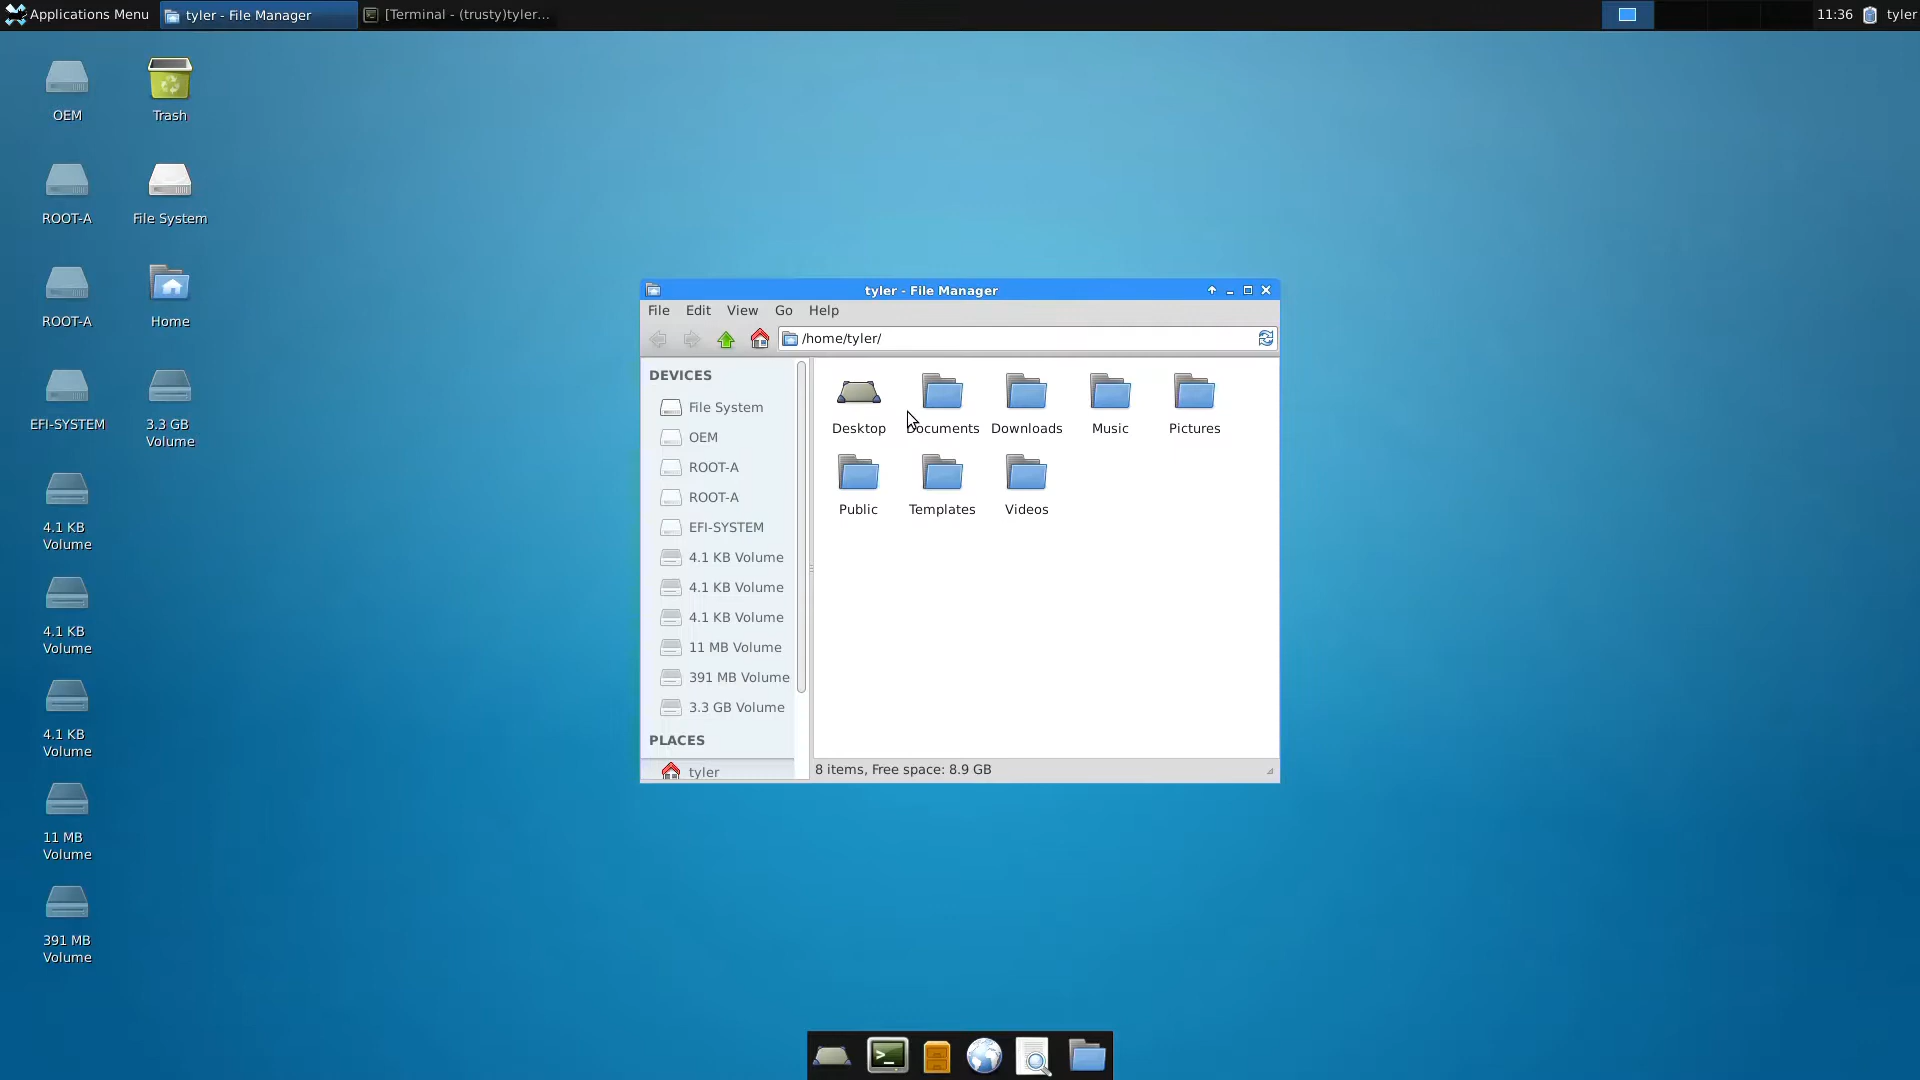 Applications Menu
tyler - File Manager
[Terminal - (trusty)tyler...
11:36
tyler
OEM
Trash
ROOT-A
File System
ROOT-A
Home
EFI-SYSTEM
3.3 GB
Volume
4.1 KB
Volume
4.1 KB
Volume
4.1 KB
Volume
11 MB
Volume
391 MB
Volume
tyler - File Manager
File Edit View Go Help
/home/tyler/
DEVICES
File System
OEM
ROOT-A
ROOT-A
EFI-SYSTEM
4.1 KB Volume
4.1 KB Volume
4.1 KB Volume
11 MB Volume
391 MB Volume
3.3 GB Volume
PLACES
tyler
Desktop Documents Downloads Music Pictures
Public Templates Videos
8 items, Free space: 8.9 GB